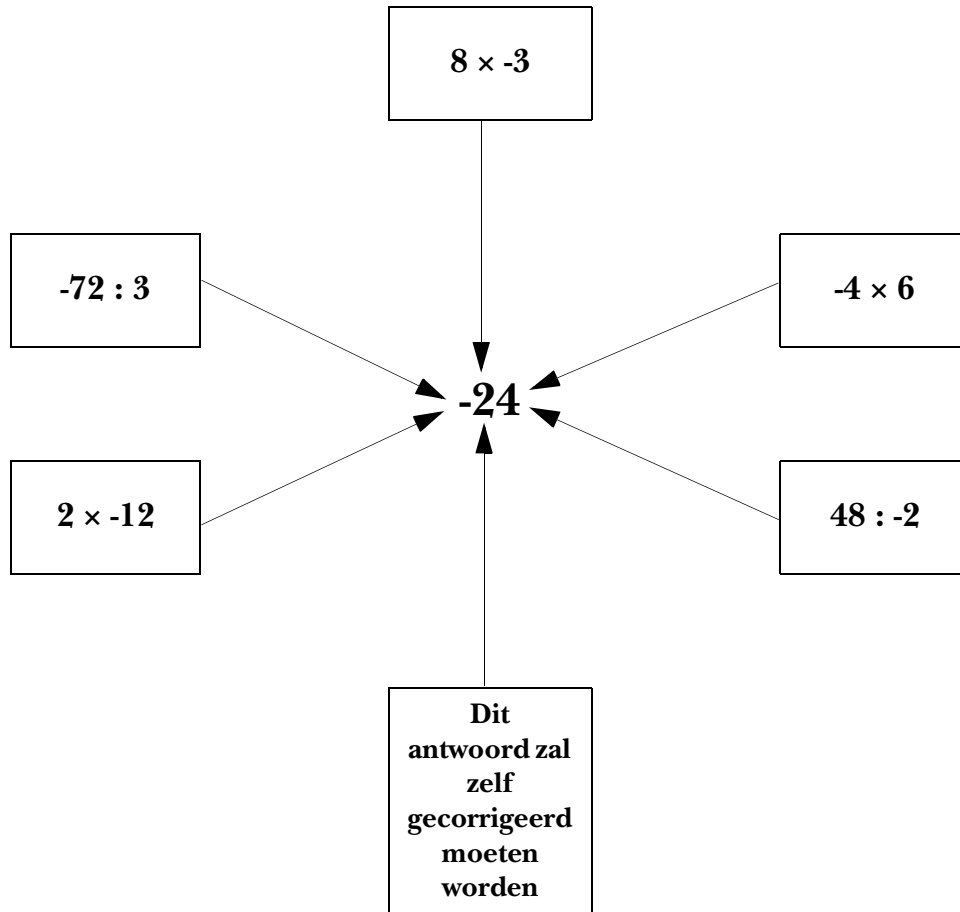 8 × -3
-72 : 3
-4 × 6
-24
2 × -12
48 : -2
Dit
antwoord zal
zelf
gecorrigeerd
moeten
worden